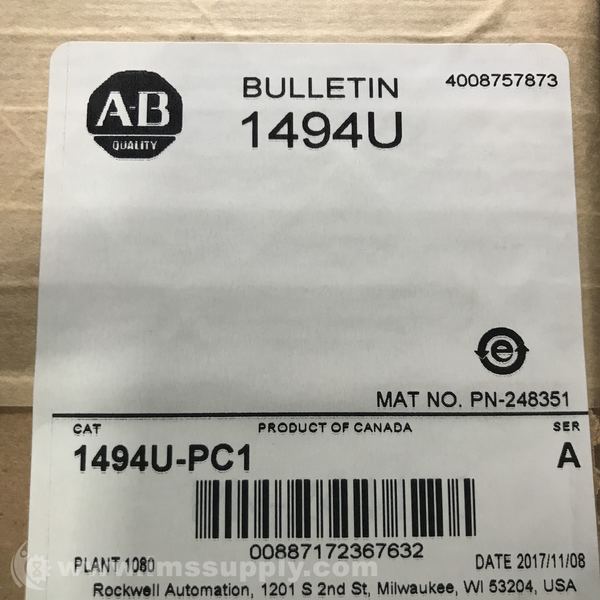 A-B
QUALITY
BULLETIN
1494U
4008757873
e
MAT NO. PN-248351
CAT
PRODUCT OF CANADA
SER
1494U-PC1
A
00887172367632
PLANT 1080
DATE 2017/11/08
www.imssupply.com
Rockwell Automation, 1201 S 2nd St, Milwaukee, WI 53204, USA